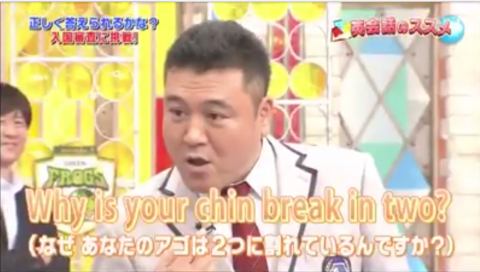 正しく答えられるかな?
入国審査に挑戦!
英会話のススメ
FROGS
Why is your chin break in two?
(なぜ あなたのアゴは2つに割れているんですか?)